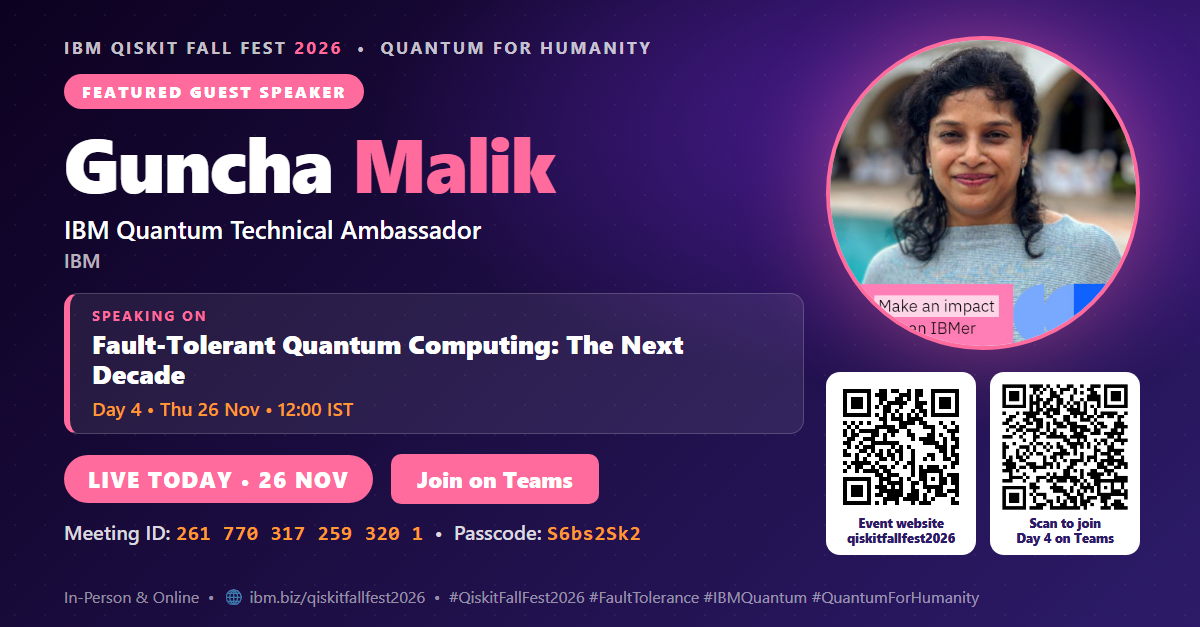 IBM QISKIT FALL FEST 2026 • QUANTUM FOR HUMANITY
FEATURED GUEST SPEAKER
Guncha Malik
IBM Quantum Technical Ambassador
IBM
SPEAKING ON
Fault-Tolerant Quantum Computing: The Next
Decade
Day 4 • Thu 26 Nov • 12:00 IST
LIVE TODAY • 26 NOV
Join on Teams
Meeting ID: 261 770 317 259 320 1 • Passcode: S6bs2Sk2
Make an impact
an IBMer
Event website
qiskitfallfest2026
Scan to join
Day 4 on Teams
In-Person & Online • ibm.biz/qiskitfallfest2026 • #QiskitFallFest2026 #FaultTolerance #IBMQuantum #QuantumForHumanity